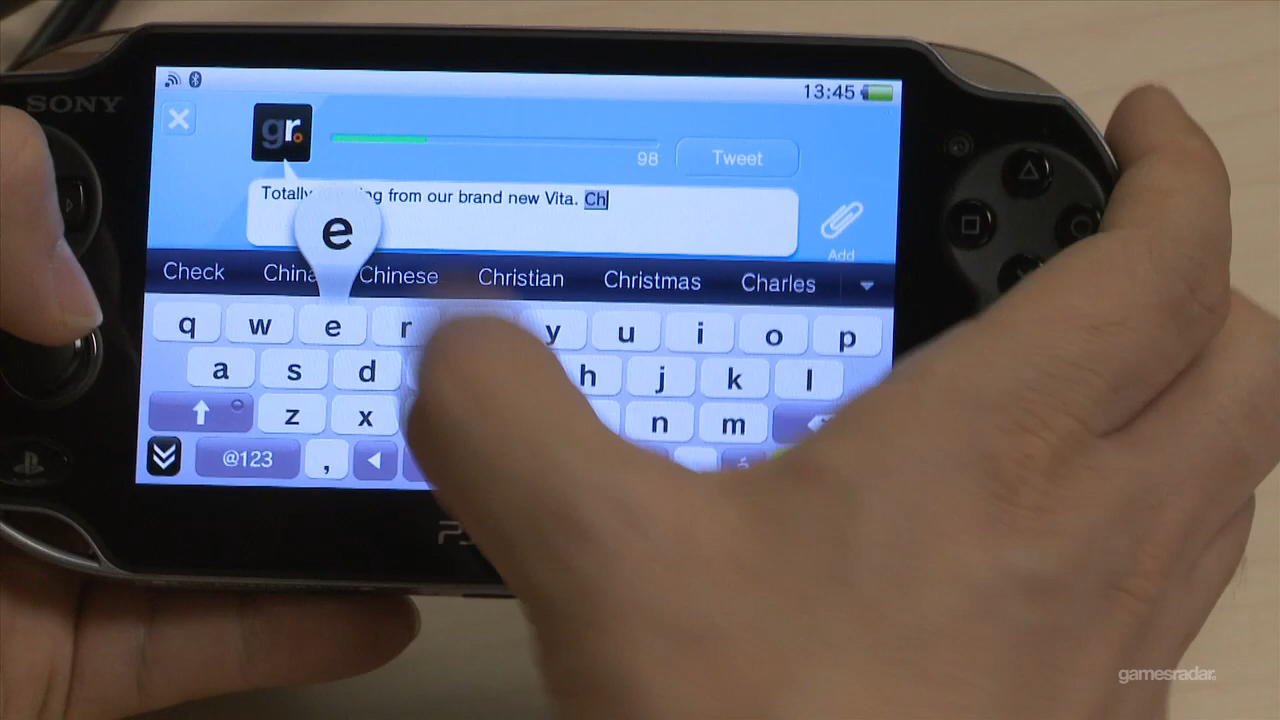 SONY
13:45
gr.
98
Tweet
Totally from our brand new Vita. Ch
e
Add
Check China Chinese Christian Christmas Charles
q w e r y u i o p
a s d h j k l
z x n m
@123 ,
gamesradar